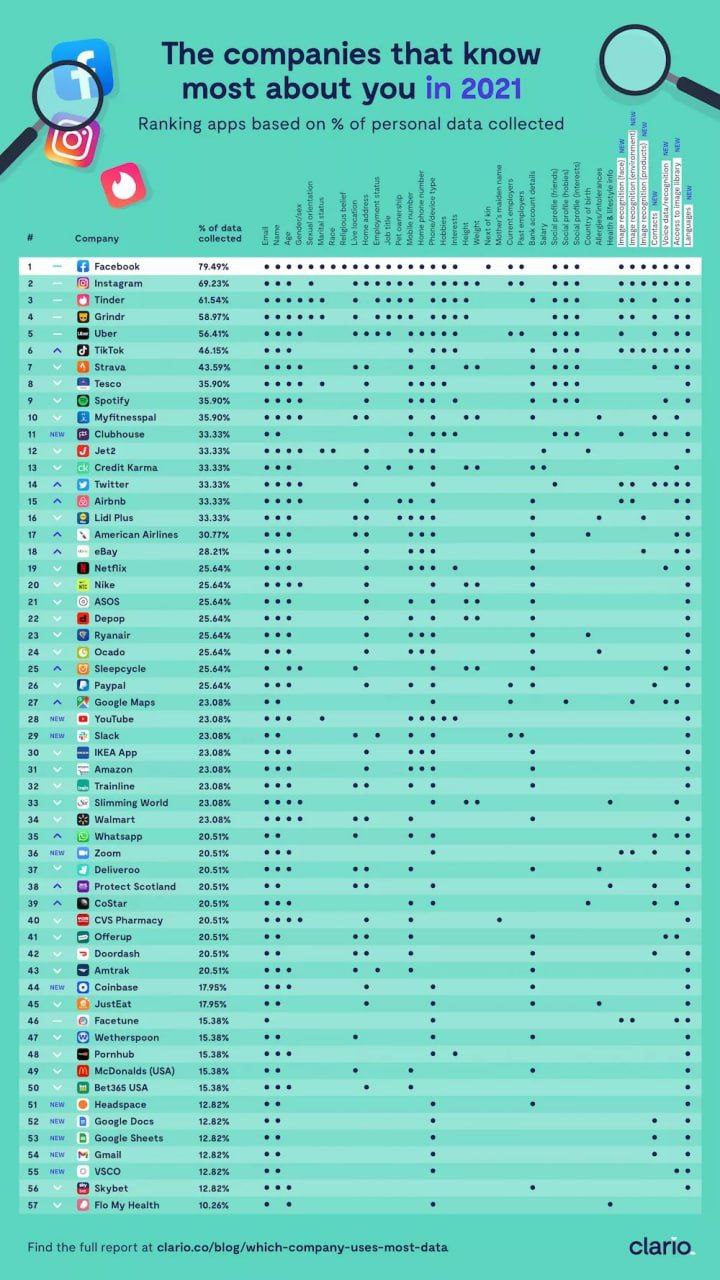 The companies that know
most about you in 2021
Ranking apps based on % of personal data collected
# Company % of data collected Email Name Age Gender/sex Sexual orientation Marital status Race Religious belief Live location Home address Employment status Job title Pet ownership Mobile number Home phone number Phone/device type Hobbies Interests Height Weight Next of kin Mother's maiden name Current employers Past employers Bank account details Salary Social profile (friends) Social profile (hobies) Social profile (interests) Country of birth Allergies/intolerances Health & lifestyle info Image recognition (face) NEW Image recognition (environment) NEW Image recognition (products) NEW Contacts NEW Voice data/recognition NEW Access to image library NEW Languages NEW
1 Facebook 79.49%
2 Instagram 69.23%
3 Tinder 61.54%
4 Grindr 58.97%
5 Uber 56.41%
6 TikTok 46.15%
7 Strava 43.59%
8 Tesco 35.90%
9 Spotify 35.90%
10 Myfitnesspal 35.90%
11 NEW Clubhouse 33.33%
12 Jet2 33.33%
13 Credit Karma 33.33%
14 Twitter 33.33%
15 Airbnb 33.33%
16 Lidl Plus 33.33%
17 American Airlines 30.77%
18 eBay 28.21%
19 Netflix 25.64%
20 Nike 25.64%
21 ASOS 25.64%
22 Depop 25.64%
23 Ryanair 25.64%
24 Ocado 25.64%
25 Sleepcycle 25.64%
26 Paypal 25.64%
27 Google Maps 23.08%
28 NEW YouTube 23.08%
29 NEW Slack 23.08%
30 IKEA App 23.08%
31 Amazon 23.08%
32 Trainline 23.08%
33 Slimming World 23.08%
34 Walmart 23.08%
35 Whatsapp 20.51%
36 NEW Zoom 20.51%
37 Deliveroo 20.51%
38 Protect Scotland 20.51%
39 CoStar 20.51%
40 CVS Pharmacy 20.51%
41 Offerup 20.51%
42 Doordash 20.51%
43 Amtrak 20.51%
44 NEW Coinbase 17.95%
45 JustEat 17.95%
46 Facetune 15.38%
47 Wetherspoon 15.38%
48 Pornhub 15.38%
49 McDonalds (USA) 15.38%
50 Bet365 USA 15.38%
51 NEW Headspace 12.82%
52 NEW Google Docs 12.82%
53 NEW Google Sheets 12.82%
54 NEW Gmail 12.82%
55 NEW VSCO 12.82%
56 Skybet 12.82%
57 Flo My Health 10.26%
Find the full report at clario.co/blog/which-company-uses-most-data
clario.